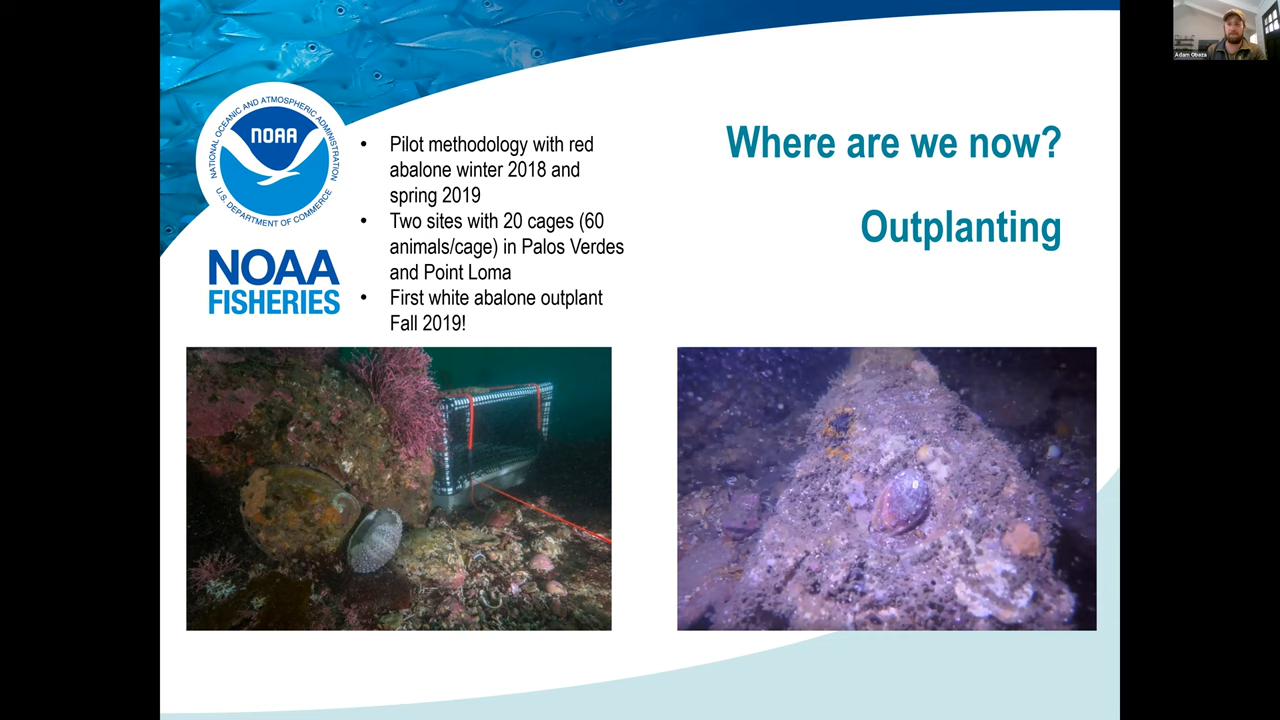 Adam Obaza
NATIONAL OCEANIC AND ATMOSPHERIC ADMINISTRATION
NOAA
U.S. DEPARTMENT OF COMMERCE
NOAA
FISHERIES
• Pilot methodology with red
abalone winter 2018 and
spring 2019
• Two sites with 20 cages (60
animals/cage) in Palos Verdes
and Point Loma
• First white abalone outplant
Fall 2019!
Where are we now?
Outplanting